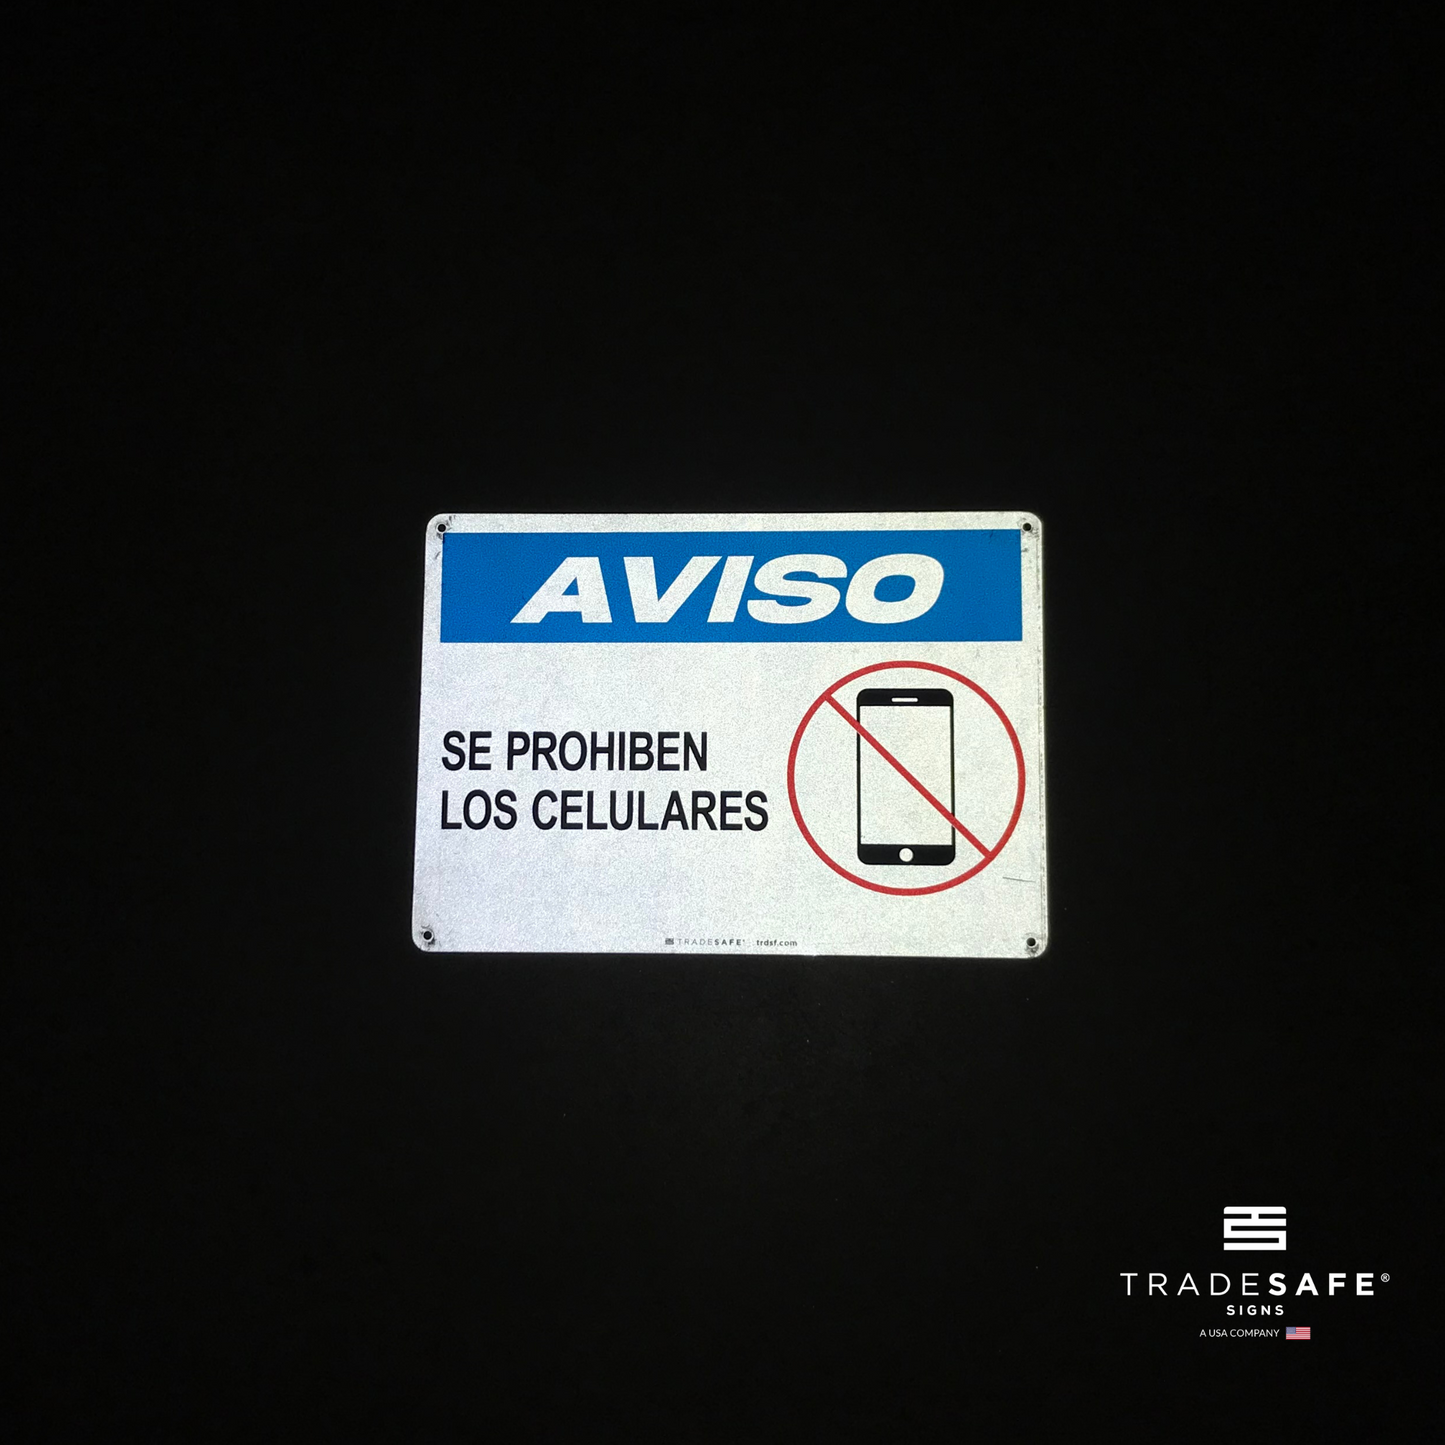 AVISO
SE PROHIBEN
LOS CELULARES
TRADESAFE® trdsf.com
TRADESAFE®
SIGNS
A USA COMPANY